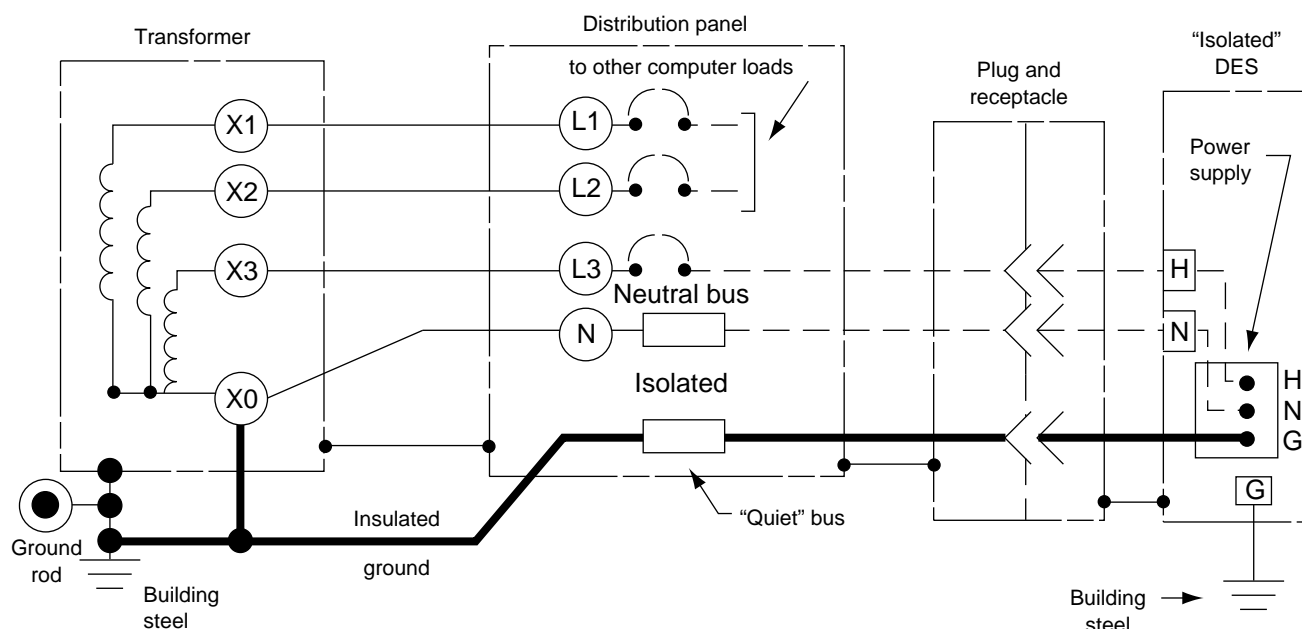 Distribution panel
Transformer
“Isolated”
DES
to other computer loads
Plug and
receptacle
X1
L1
Power
supply
X2
L2
X3
L3
H
Neutral bus
N
N
Isolated
X0
H
N
G
“Quiet” bus
G
Insulated
ground
Ground
rod
Building
steel
Building
steel